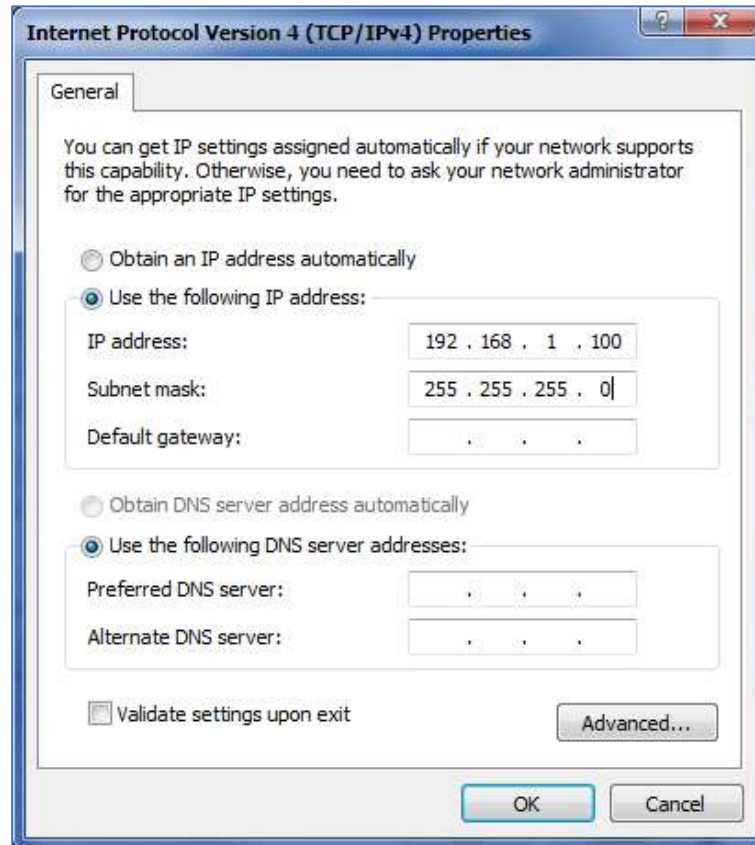 Internet Protocol Version 4 (TCP/IPv4) Properties
General
You can get IP settings assigned automatically if your network supports
this capability. Otherwise, you need to ask your network administrator
for the appropriate IP settings.
Obtain an IP address automatically
Use the following IP address:
IP address: 192 . 168 . 1 . 100
Subnet mask: 255 . 255 . 255 . 0
Default gateway: . . .
Obtain DNS server address automatically
Use the following DNS server addresses:
Preferred DNS server: . . .
Alternate DNS server: . . .
Validate settings upon exit
Advanced...
OK Cancel